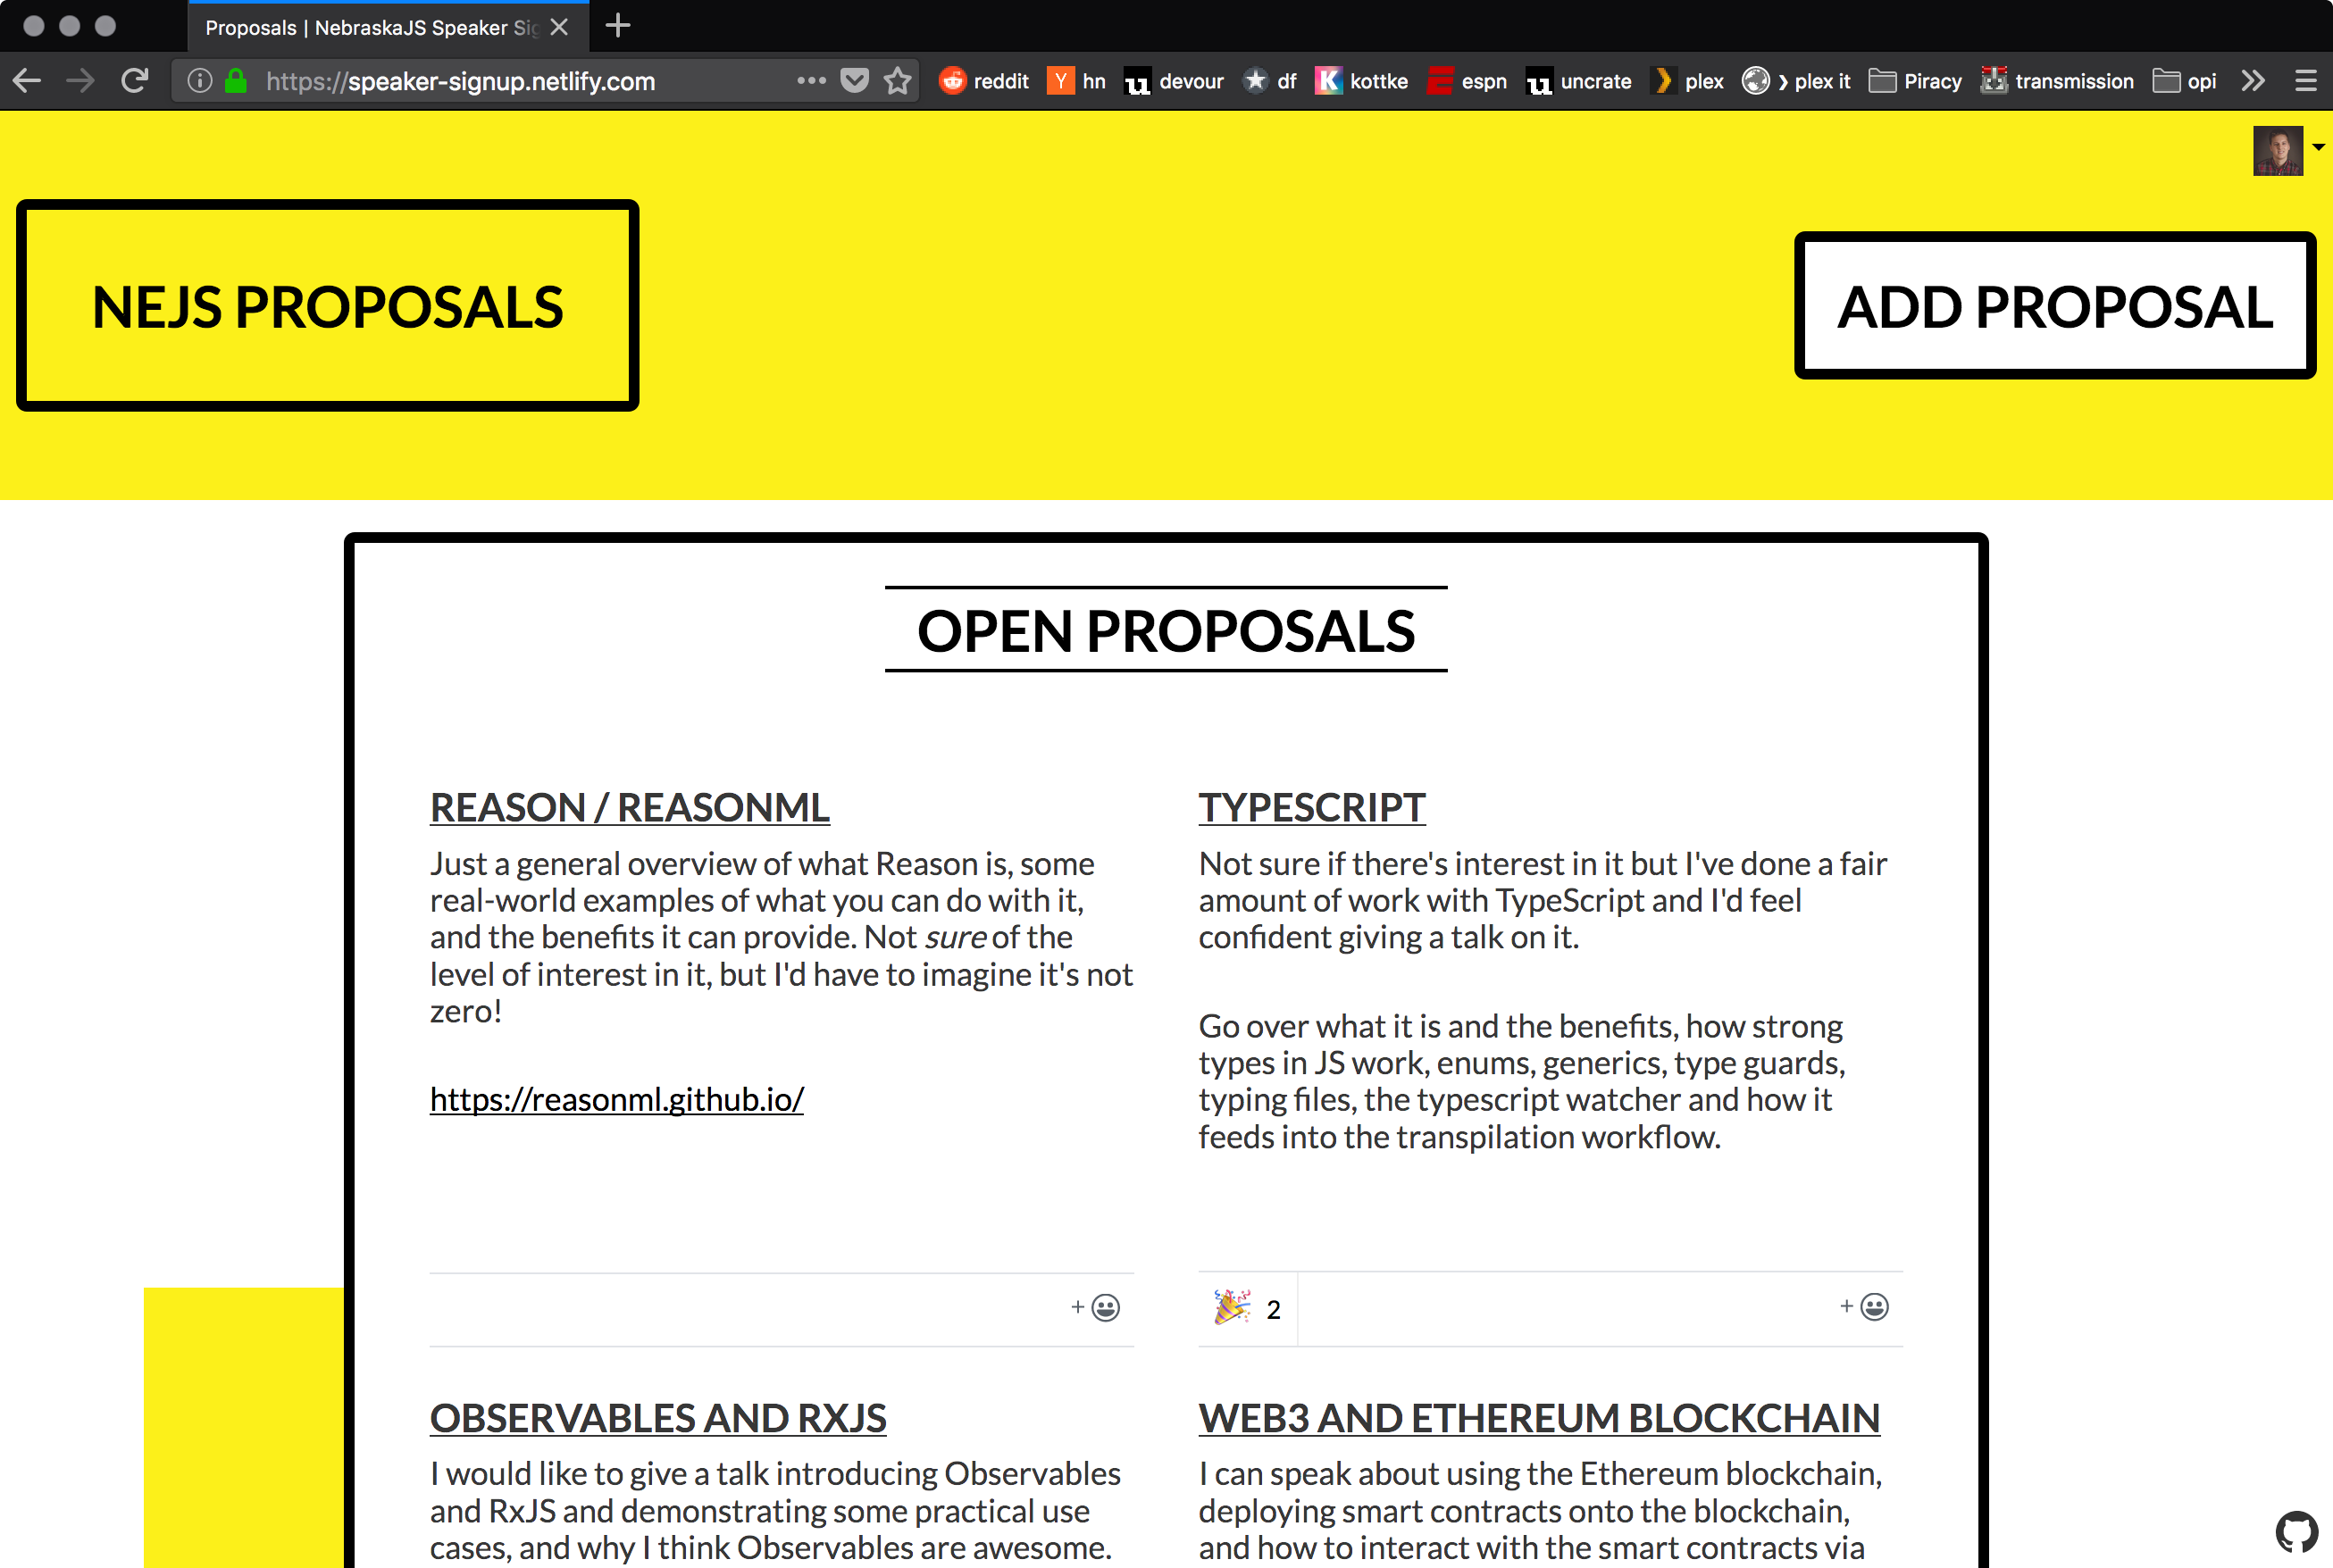 Proposals | NebraskaJS Speaker Sig
https://speaker-signup.netlify.com
reddit
Y hn
devour
df
K kottke
espn
uncrate
plex
❯ plex it
Piracy
transmission
opi
NEJS PROPOSALS
ADD PROPOSAL
OPEN PROPOSALS
REASON / REASONML
Just a general overview of what Reason is, some
real-world examples of what you can do with it,
and the benefits it can provide. Not sure of the
level of interest in it, but I'd have to imagine it's not
zero!
https://reasonml.github.io/
+
TYPESCRIPT
Not sure if there's interest in it but I've done a fair
amount of work with TypeScript and I'd feel
confident giving a talk on it.
Go over what it is and the benefits, how strong
types in JS work, enums, generics, type guards,
typing files, the typescript watcher and how it
feeds into the transpilation workflow.
🎉 2
+
OBSERVABLES AND RXJS
I would like to give a talk introducing Observables
and RxJS and demonstrating some practical use
cases, and why I think Observables are awesome.
WEB3 AND ETHEREUM BLOCKCHAIN
I can speak about using the Ethereum blockchain,
deploying smart contracts onto the blockchain,
and how to interact with the smart contracts via